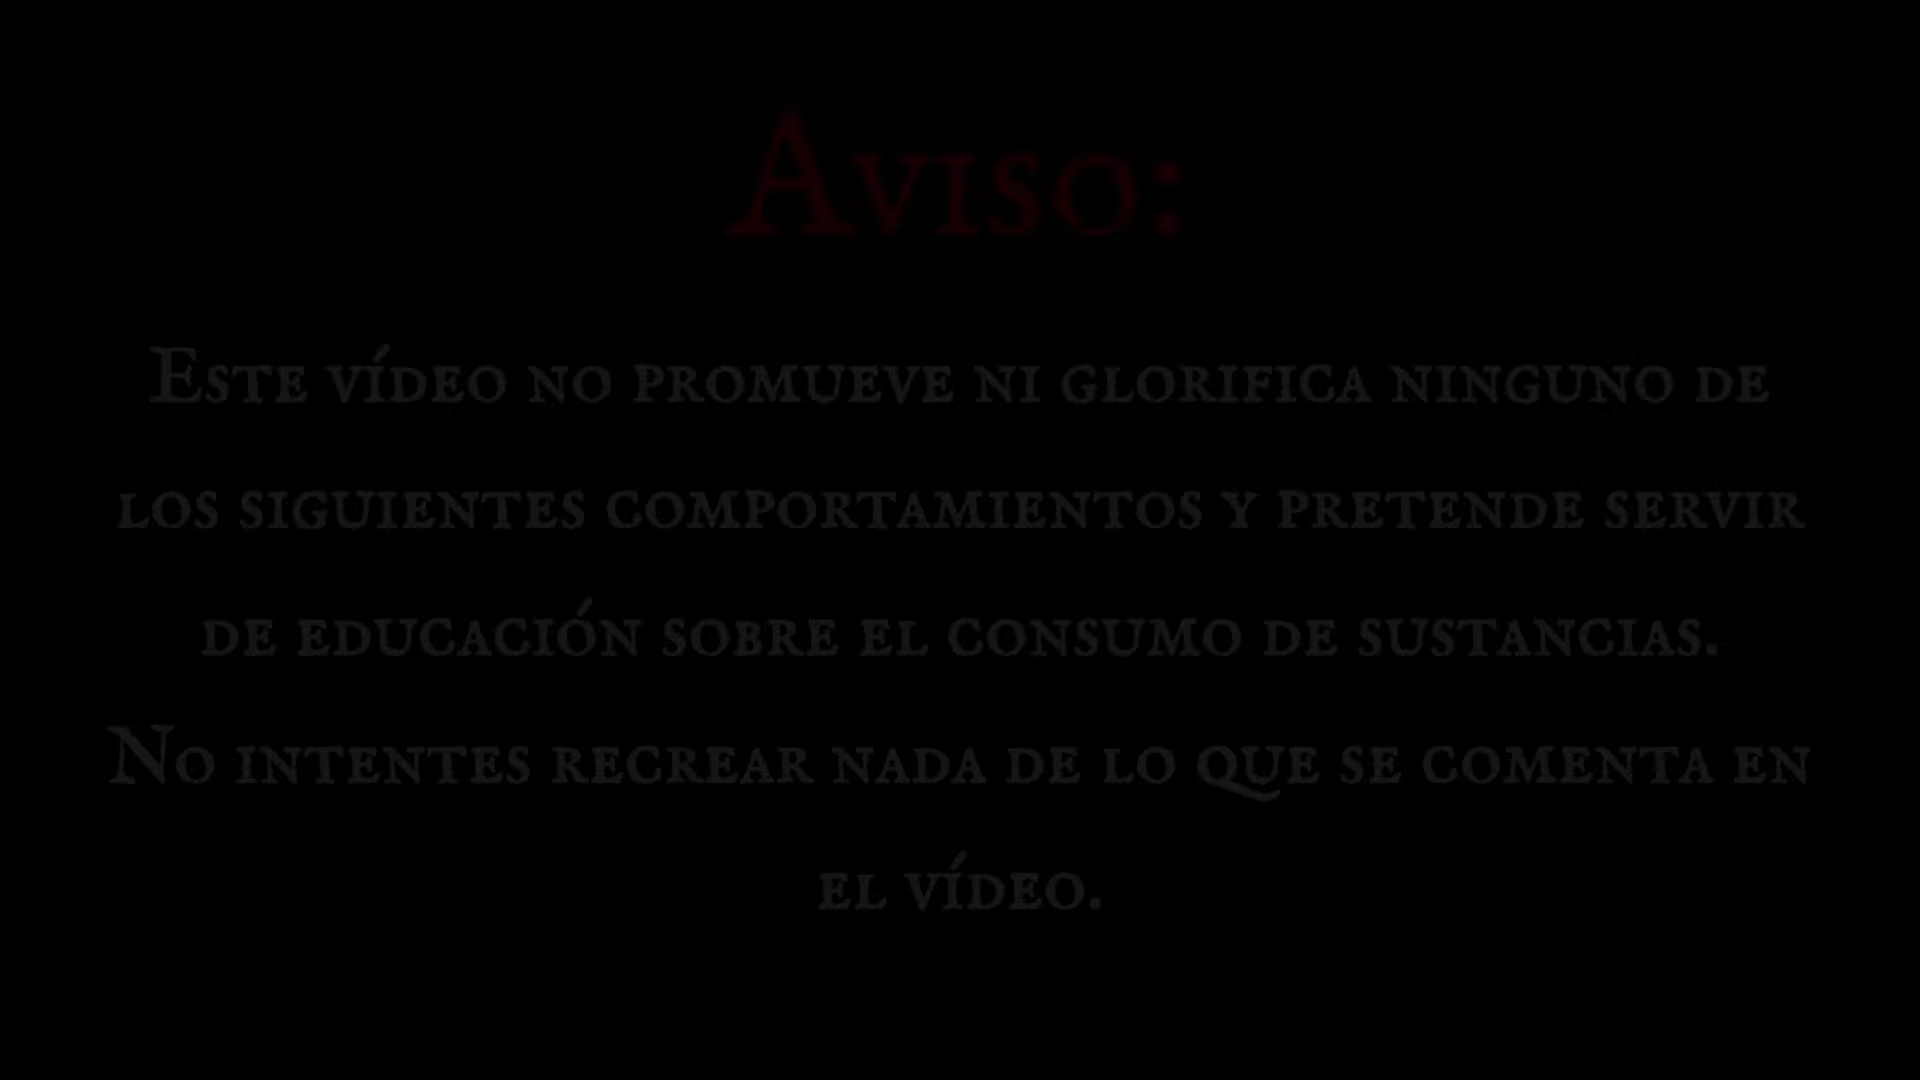 Aviso:
Este vídeo no promueve ni glorifica ninguno de
los siguientes comportamientos y pretende servir
de educación sobre el consumo de sustancias.
No intentes recrear nada de lo que se comenta en
el vídeo.